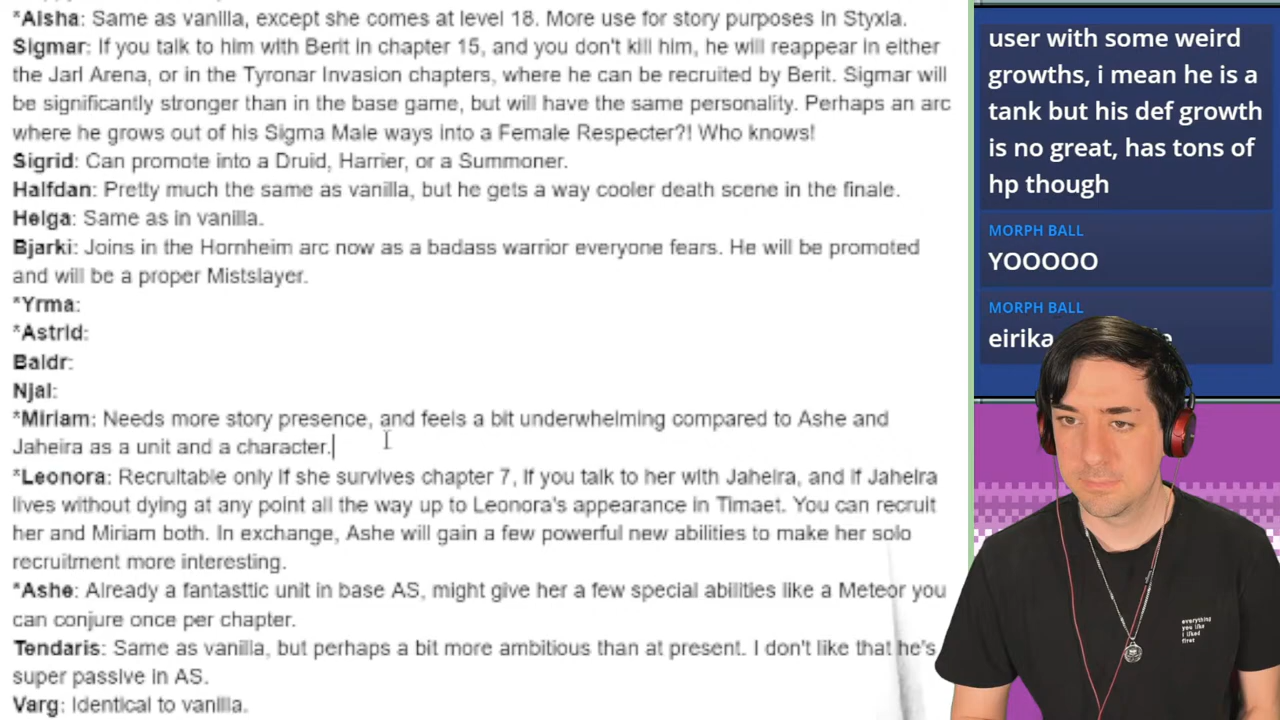 *Aisha: Same as vanilla, except she comes at level 18. More use for story purposes in Styxia.
Sigmar: If you talk to him with Berit in chapter 15, and you don't kill him, he will reappear in either
the Jarl Arena, or in the Tyronar Invasion chapters, where he can be recruited by Berit. Sigmar will
be significantly stronger than in the base game, but will have the same personality. Perhaps an arc
where he grows out of his Sigma Male ways into a Female Respecter?! Who knows!
Sigrid: Can promote into a Druid, Harrier, or a Summoner.
Halfdan: Pretty much the same as vanilla, but he gets a way cooler death scene in the finale.
Helga: Same as in vanilla.
Bjarki: Joins in the Hornheim arc now as a badass warrior everyone fears. He will be promoted
and will be a proper Mistslayer.
*Yrma:
*Astrid:
Baldr:
Njal:
*Miriam: Needs more story presence, and feels a bit underwhelming compared to Ashe and
Jaheira as a unit and a character.
*Leonora: Recruitable only if she survives chapter 7, if you talk to her with Jaheira, and if Jaheira
lives without dying at any point all the way up to Leonora's appearance in Timaet. You can recruit
her and Miriam both. In exchange, Ashe will gain a few powerful new abilities to make her solo
recruitment more interesting.
*Ashe: Already a fantasttic unit in base AS, might give her a few special abilities like a Meteor you
can conjure once per chapter.
Tendaris: Same as vanilla, but perhaps a bit more ambitious than at present. I don't like that he's
super passive in AS.
Varg: Identical to vanilla.
user with some weird
growths, i mean he is a
tank but his def growth
is no great, has tons of
hp though
MORPH BALL
YOOOOO
MORPH BALL
eirika
everything
you like
i liked
first